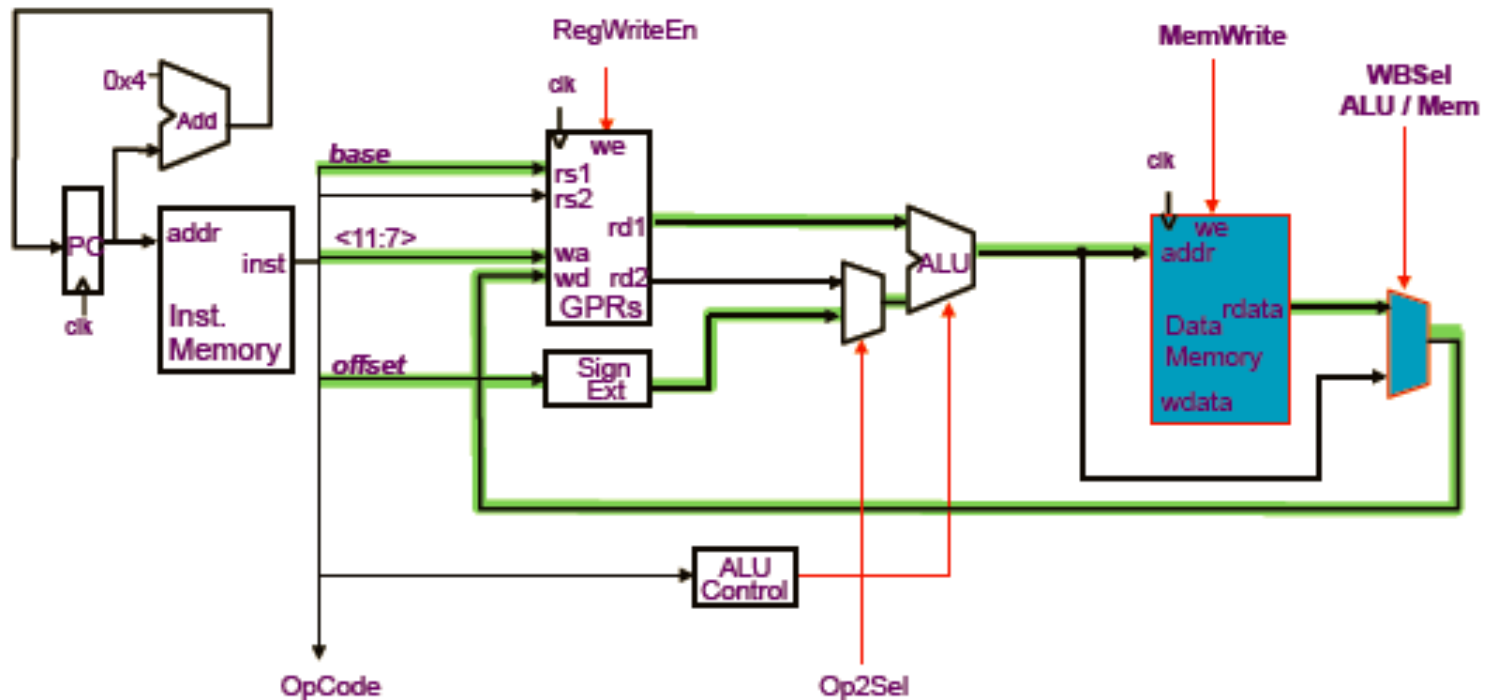 RegWriteEn
MemWrite
WBSel
ALU / Mem
0x4
Add
clk
we
base
rs1
rs2
<11:7>
wa
wd
rd1
rd2
GPRs
PC
clk
addr
inst
Inst.
Memory
offset
Sign
Ext
ALU
clk
we
addr
rdata
Data
Memory
wdata
ALU
Control
OpCode
Op2Sel